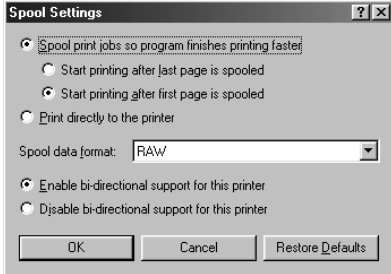 Spool Settings
Spool print jobs so program finishes printing faster
Start printing after last page is spooled
Start printing after first page is spooled
Print directly to the printer
Spool data format: RAW
Enable bi-directional support for this printer
Disable bi-directional support for this printer
OK Cancel Restore Defaults